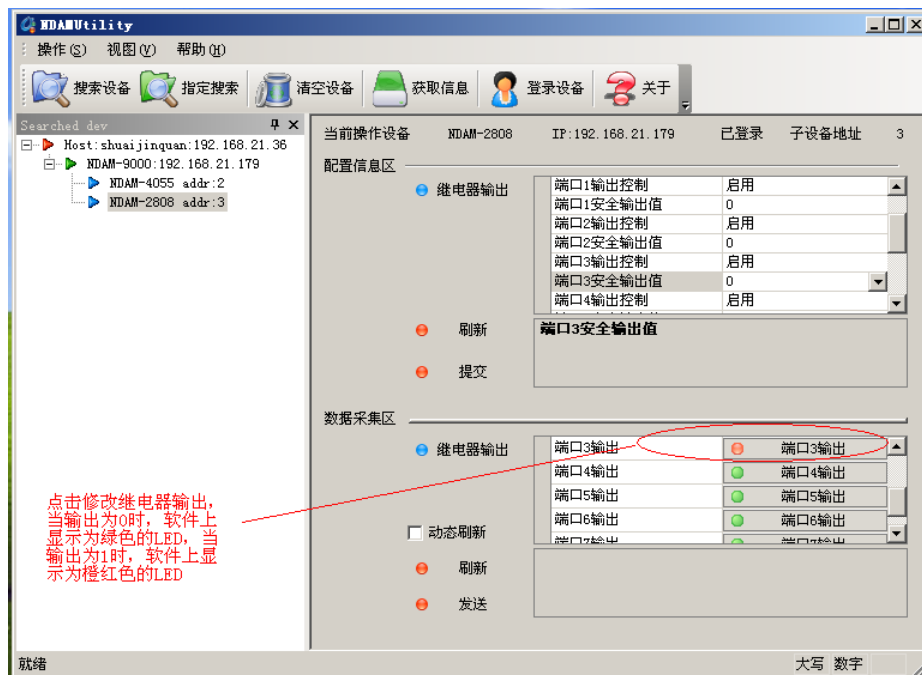 NDAMUtility
操作(S) 视图(V) 帮助(H)
搜索设备 指定搜索 清空设备 获取信息 登录设备 关于
Searched dev
Host:shuaijinquan:192.168.21.36
NDAM-9000:192.168.21.179
NDAM-4055 addr:2
NDAM-2808 addr:3
当前操作设备 NDAM-2808 IP:192.168.21.179 已登录 子设备地址 3
配置信息区
继电器输出
端口1输出控制 启用
端口1安全输出值 0
端口2输出控制 启用
端口2安全输出值 0
端口3输出控制 启用
端口3安全输出值 0
端口4输出控制 启用
刷新
端口3安全输出值
提交
数据采集区
继电器输出
端口3输出 端口3输出
端口4输出 端口4输出
端口5输出 端口5输出
端口6输出 端口6输出
端口7输出 端口7输出
动态刷新
刷新
发送
点击修改继电器输出，
当输出为0时，软件上
显示为绿色的LED，当
输出为1时，软件上显
示为橙红色的LED
就绪 大写 数字